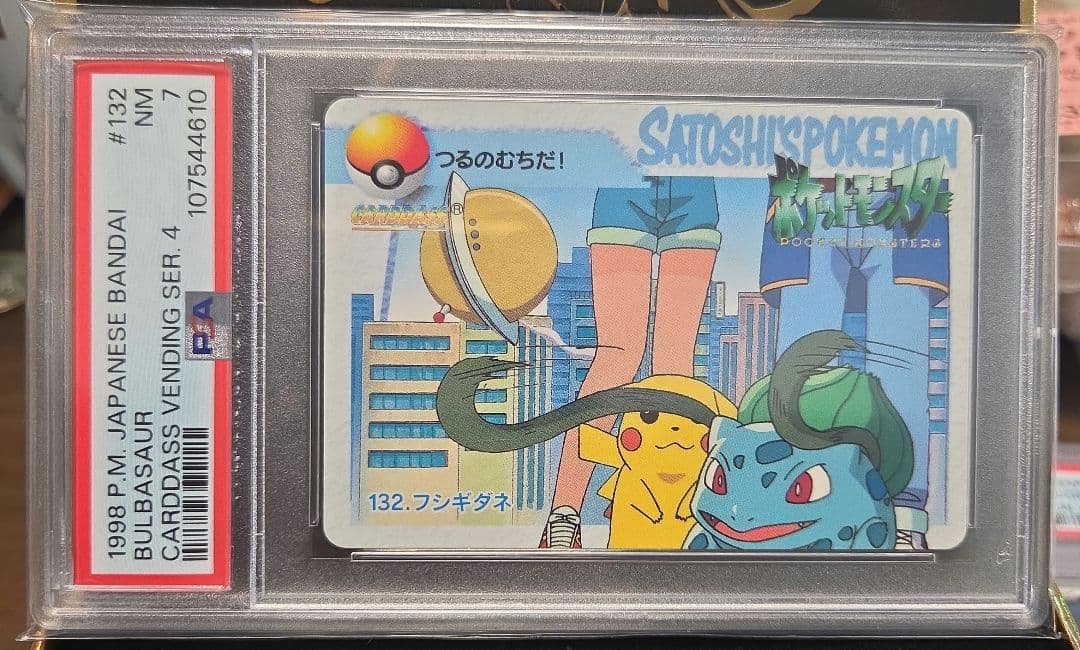 1998 P.M. JAPANESE BANDAI #132
BULBASAUR NM
CARDDASS VENDING SER. 4 7
107544610
PSA
つるのむちだ!
CARDDASS®
SATOSHI'S POKEMON
ポケットモンスター
POCKET MONSTERS
132.フシギダネ